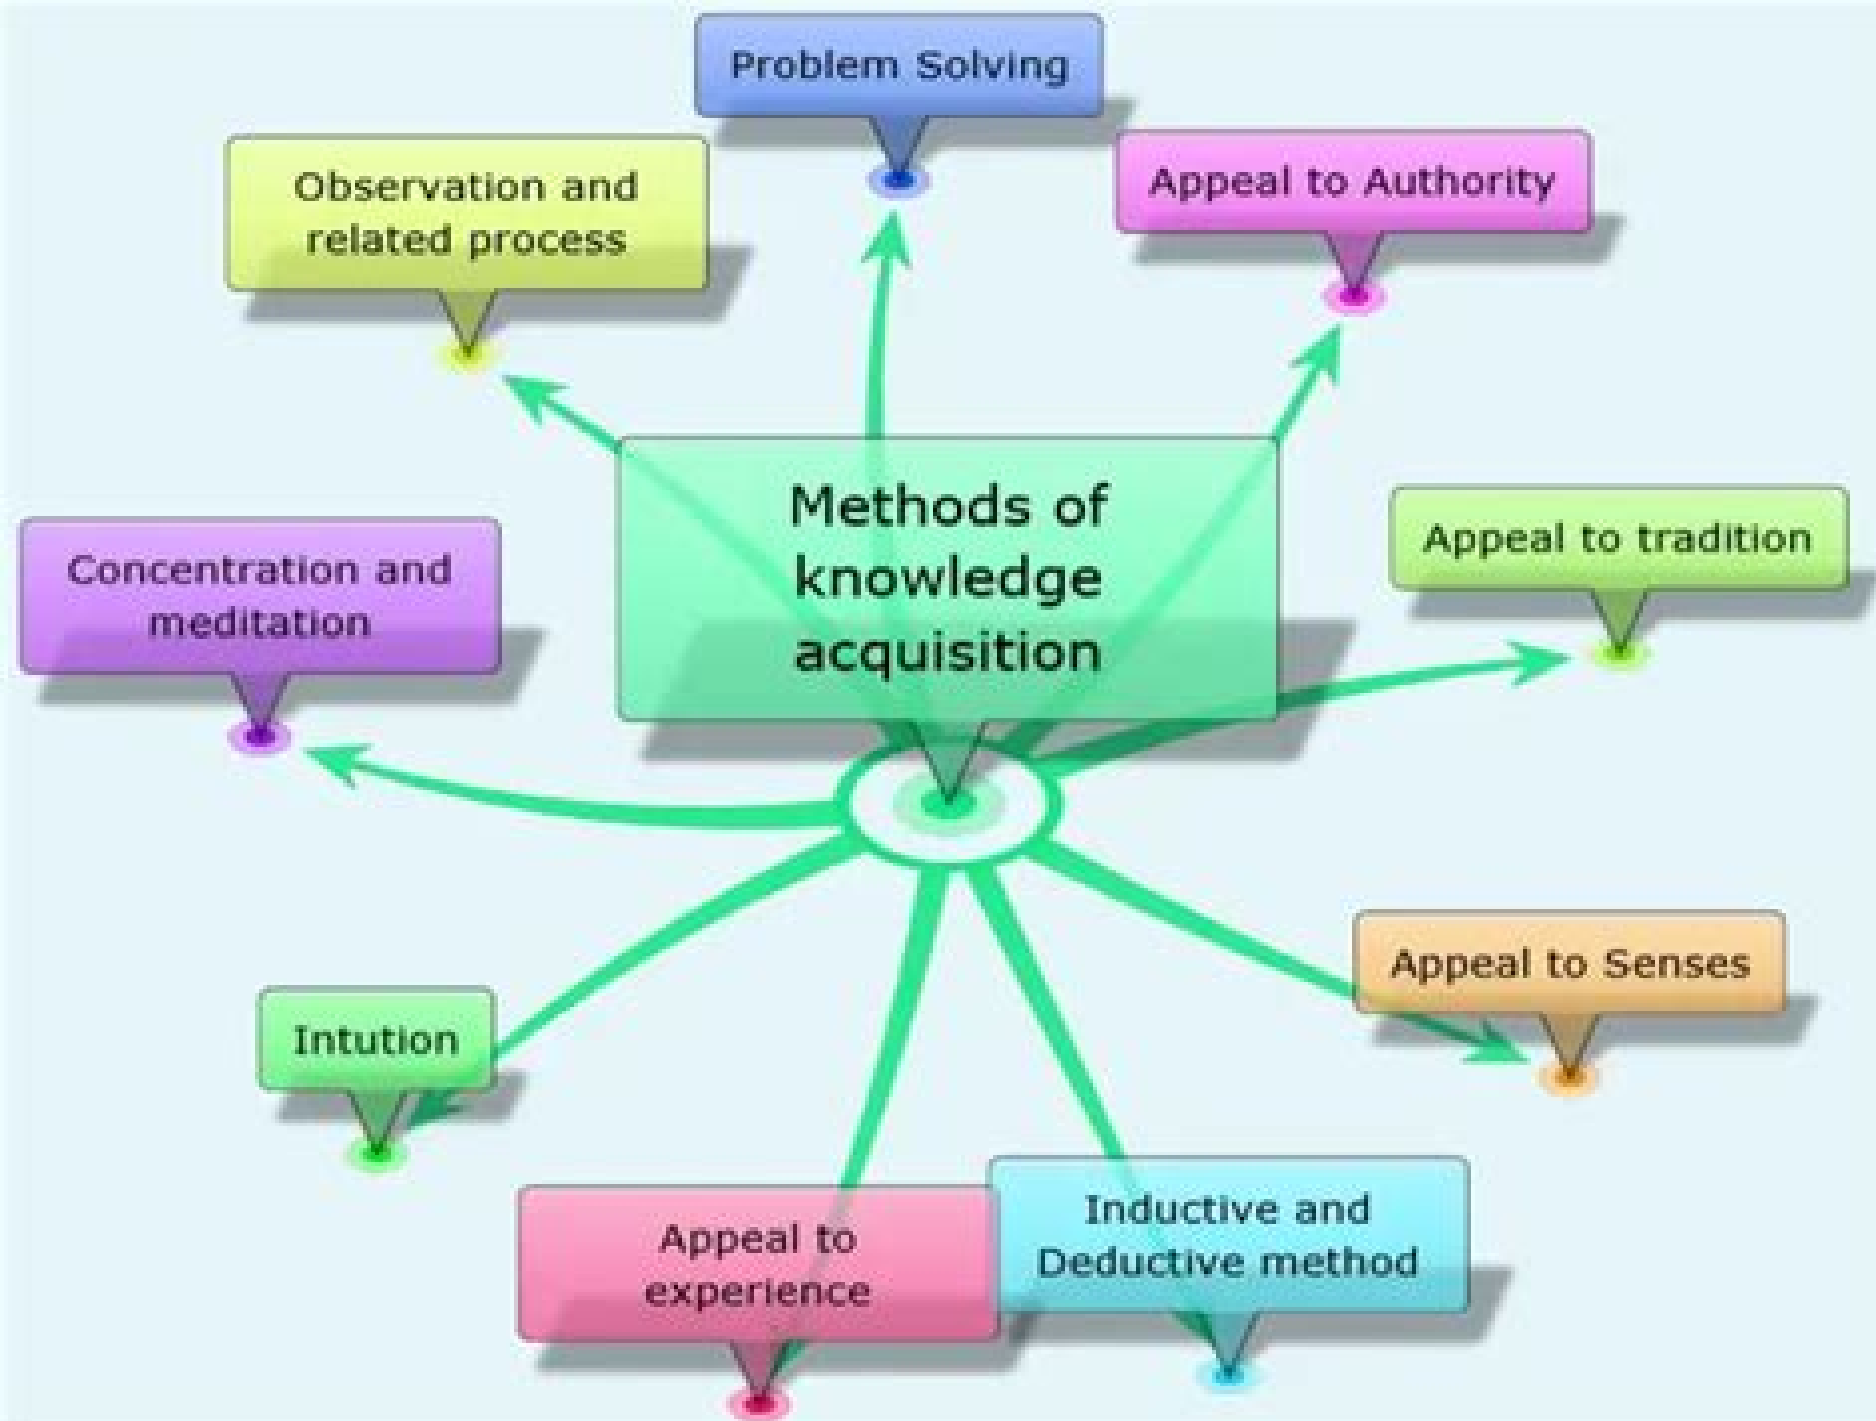 Problem Solving
Appeal to Authority
Observation and
related process
Methods of
knowledge
acquisition
Appeal to tradition
Concentration and
meditation
Appeal to Senses
Intution
Appeal to
experience
Inductive and
Deductive method